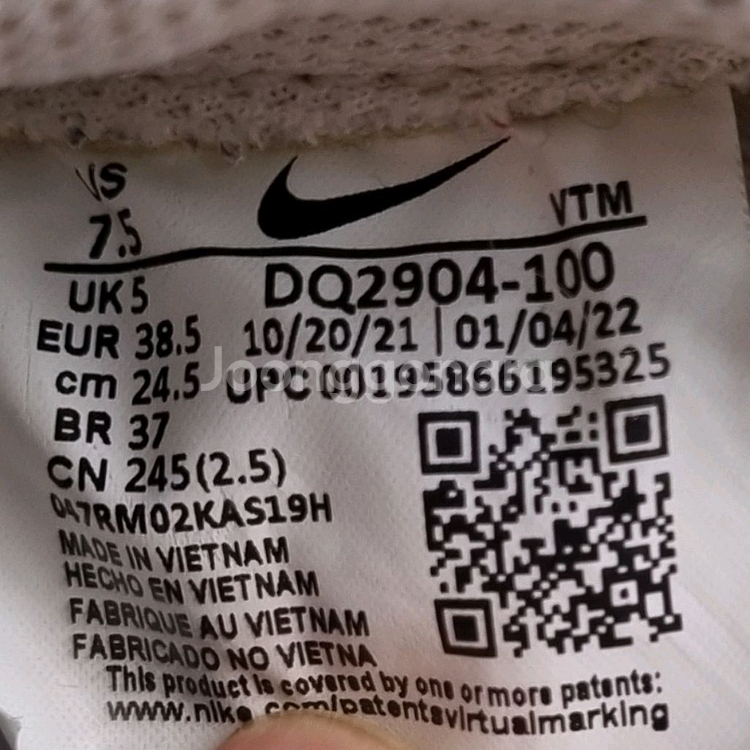 VS
7.5
VTM
UK 5
DQ2904-100
EUR 38.5
10/20/21 | 01/04/22
cm 24.5
UPC 00195866195325
BR 37
CN 245(2.5)
047RM02KAS19H
MADE IN VIETNAM
HECHO EN VIETNAM
FABRIQUE AU VIETNAM
FABRICADO NO VIETNA
This product is covered by one or more patents:
www.nike.com/patentsvirtualmarking